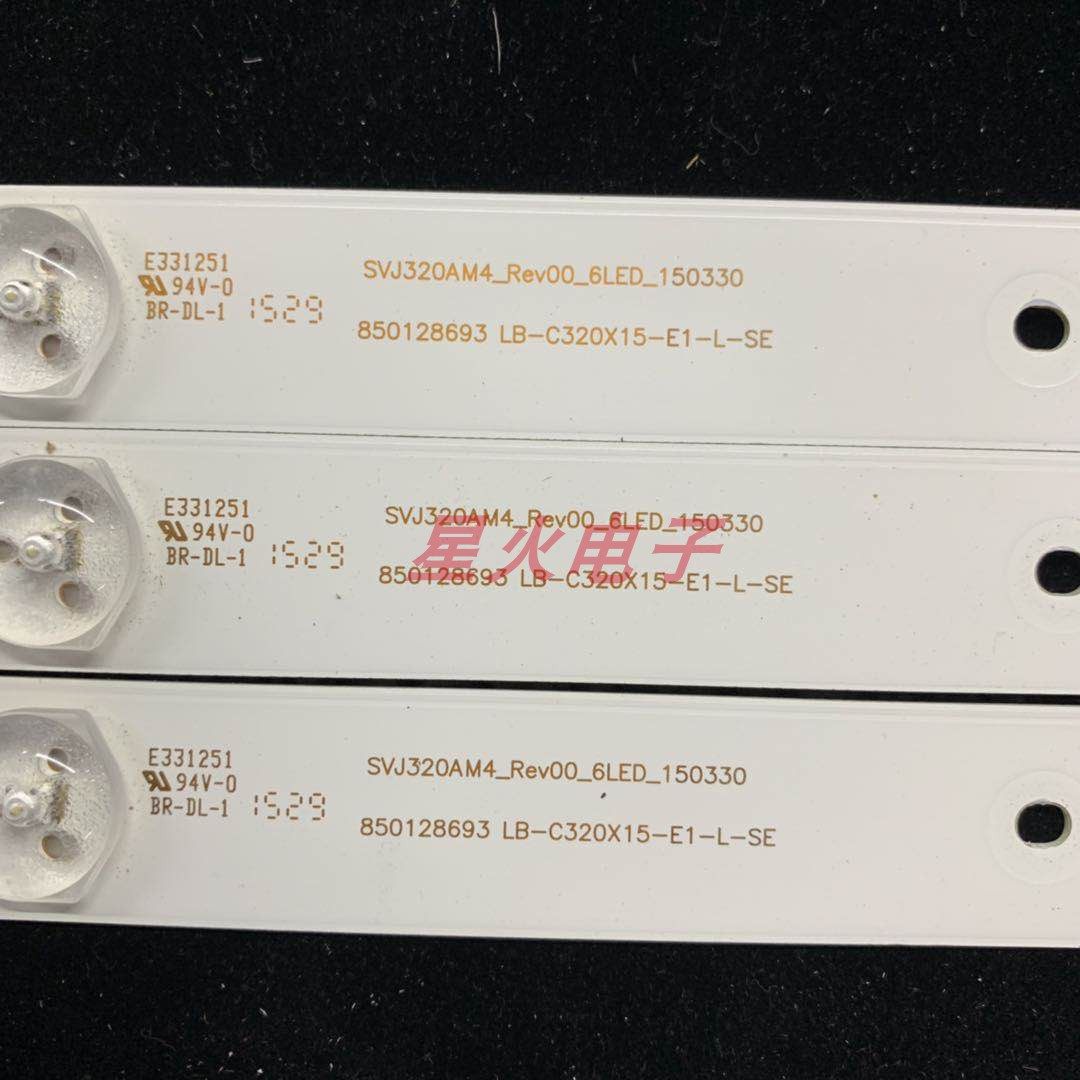 E331251
94V-0
BR-DL-1 1529
SVJ320AM4_Rev00_6LED_150330
850128693 LB-C320X15-E1-L-SE
E331251
94V-0
BR-DL-1 1529
SVJ320AM4_Rev00_6LED_150330
星火电子
850128693 LB-C320X15-E1-L-SE
E331251
94V-0
BR-DL-1 1529
SVJ320AM4_Rev00_6LED_150330
850128693 LB-C320X15-E1-L-SE